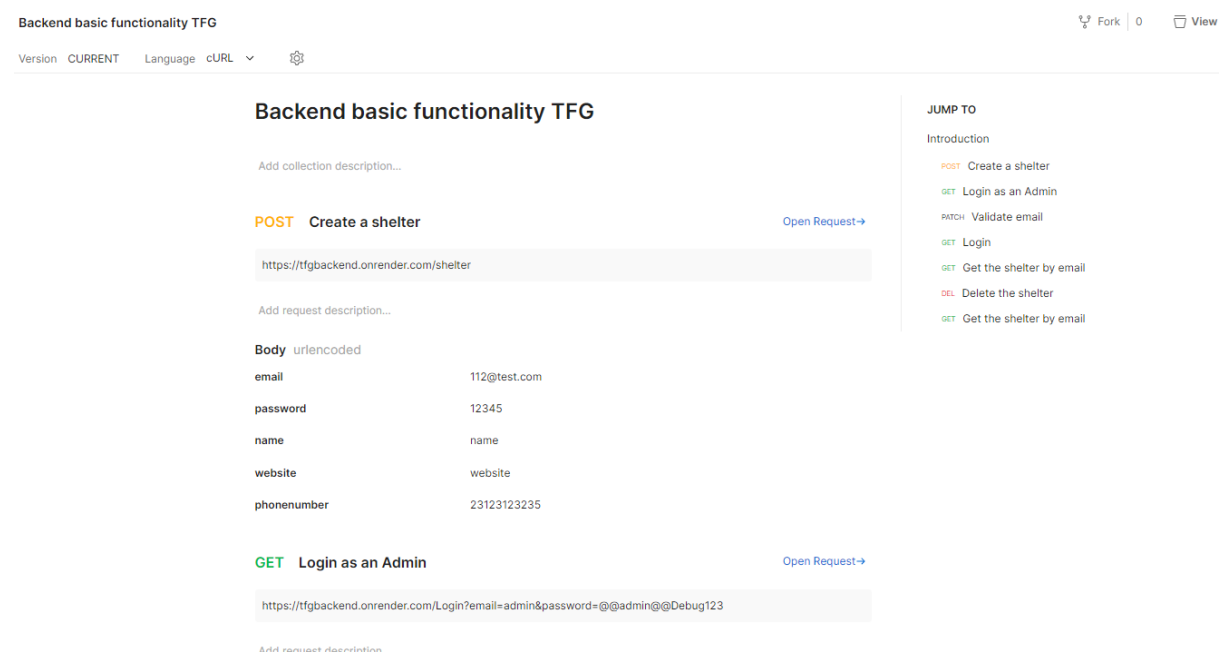 Backend basic functionality TFG
Fork 0 View
Version CURRENT Language cURL
Backend basic functionality TFG
Add collection description...
POST Create a shelter Open Request→
https://tfgbackend.onrender.com/shelter
Add request description...
Body urlencoded
email 112@test.com
password 12345
name name
website website
phonenumber 23123123235
GET Login as an Admin Open Request→
https://tfgbackend.onrender.com/Login?email=admin&password=@@admin@@Debug123
Add request description
JUMP TO
Introduction
POST Create a shelter
GET Login as an Admin
PATCH Validate email
GET Login
GET Get the shelter by email
DEL Delete the shelter
GET Get the shelter by email